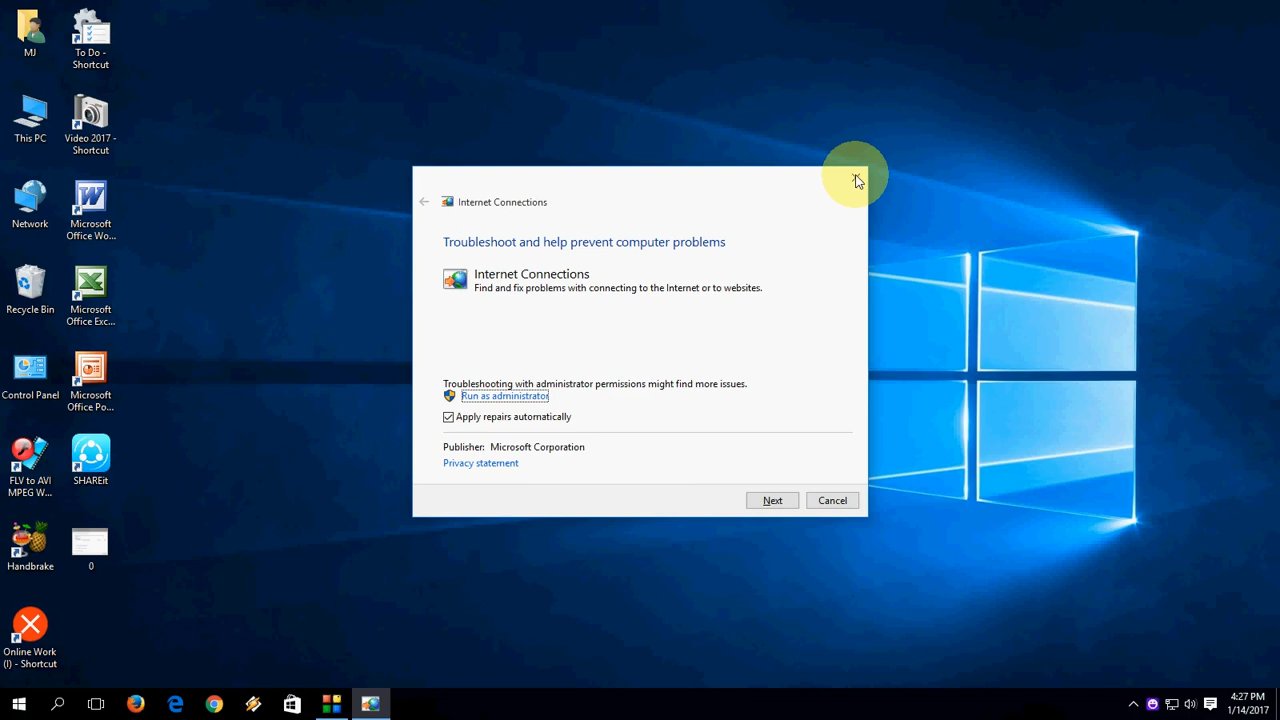 MJ
To Do -
Shortcut
This PC
Video 2017 -
Shortcut
Network
Microsoft
Office Wo...
Recycle Bin
Microsoft
Office Exc...
Control Panel
Microsoft
Office Po...
FLV to AVI
MPEG W...
SHAREit
Handbrake
0
Online Work
(I) - Shortcut
Internet Connections
Troubleshoot and help prevent computer problems
Internet Connections
Find and fix problems with connecting to the Internet or to websites.
Troubleshooting with administrator permissions might find more issues.
Run as administrator
Apply repairs automatically
Publisher: Microsoft Corporation
Privacy statement
Next
Cancel
4:27 PM
1/14/2017